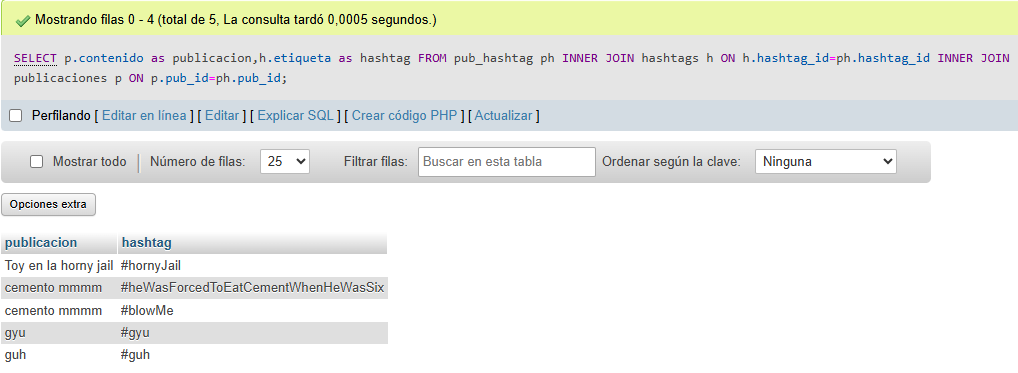 Mostrando filas 0 - 4 (total de 5, La consulta tardó 0,0005 segundos.)
SELECT p.contenido as publicacion,h.etiqueta as hashtag FROM pub_hashtag ph INNER JOIN hashtags h ON h.hashtag_id=ph.hashtag_id INNER JOIN
publicaciones p ON p.pub_id=ph.pub_id;
Perfilando [ Editar en línea ] [ Editar ] [ Explicar SQL ] [ Crear código PHP ] [ Actualizar ]
Mostrar todo Número de filas: 25 Filtrar filas: Buscar en esta tabla Ordenar según la clave: Ninguna
Opciones extra
publicacion hashtag
Toy en la horny jail #hornyJail
cemento mmmm #heWasForcedToEatCementWhenHeWasSix
cemento mmmm #blowMe
gyu #gyu
guh #guh